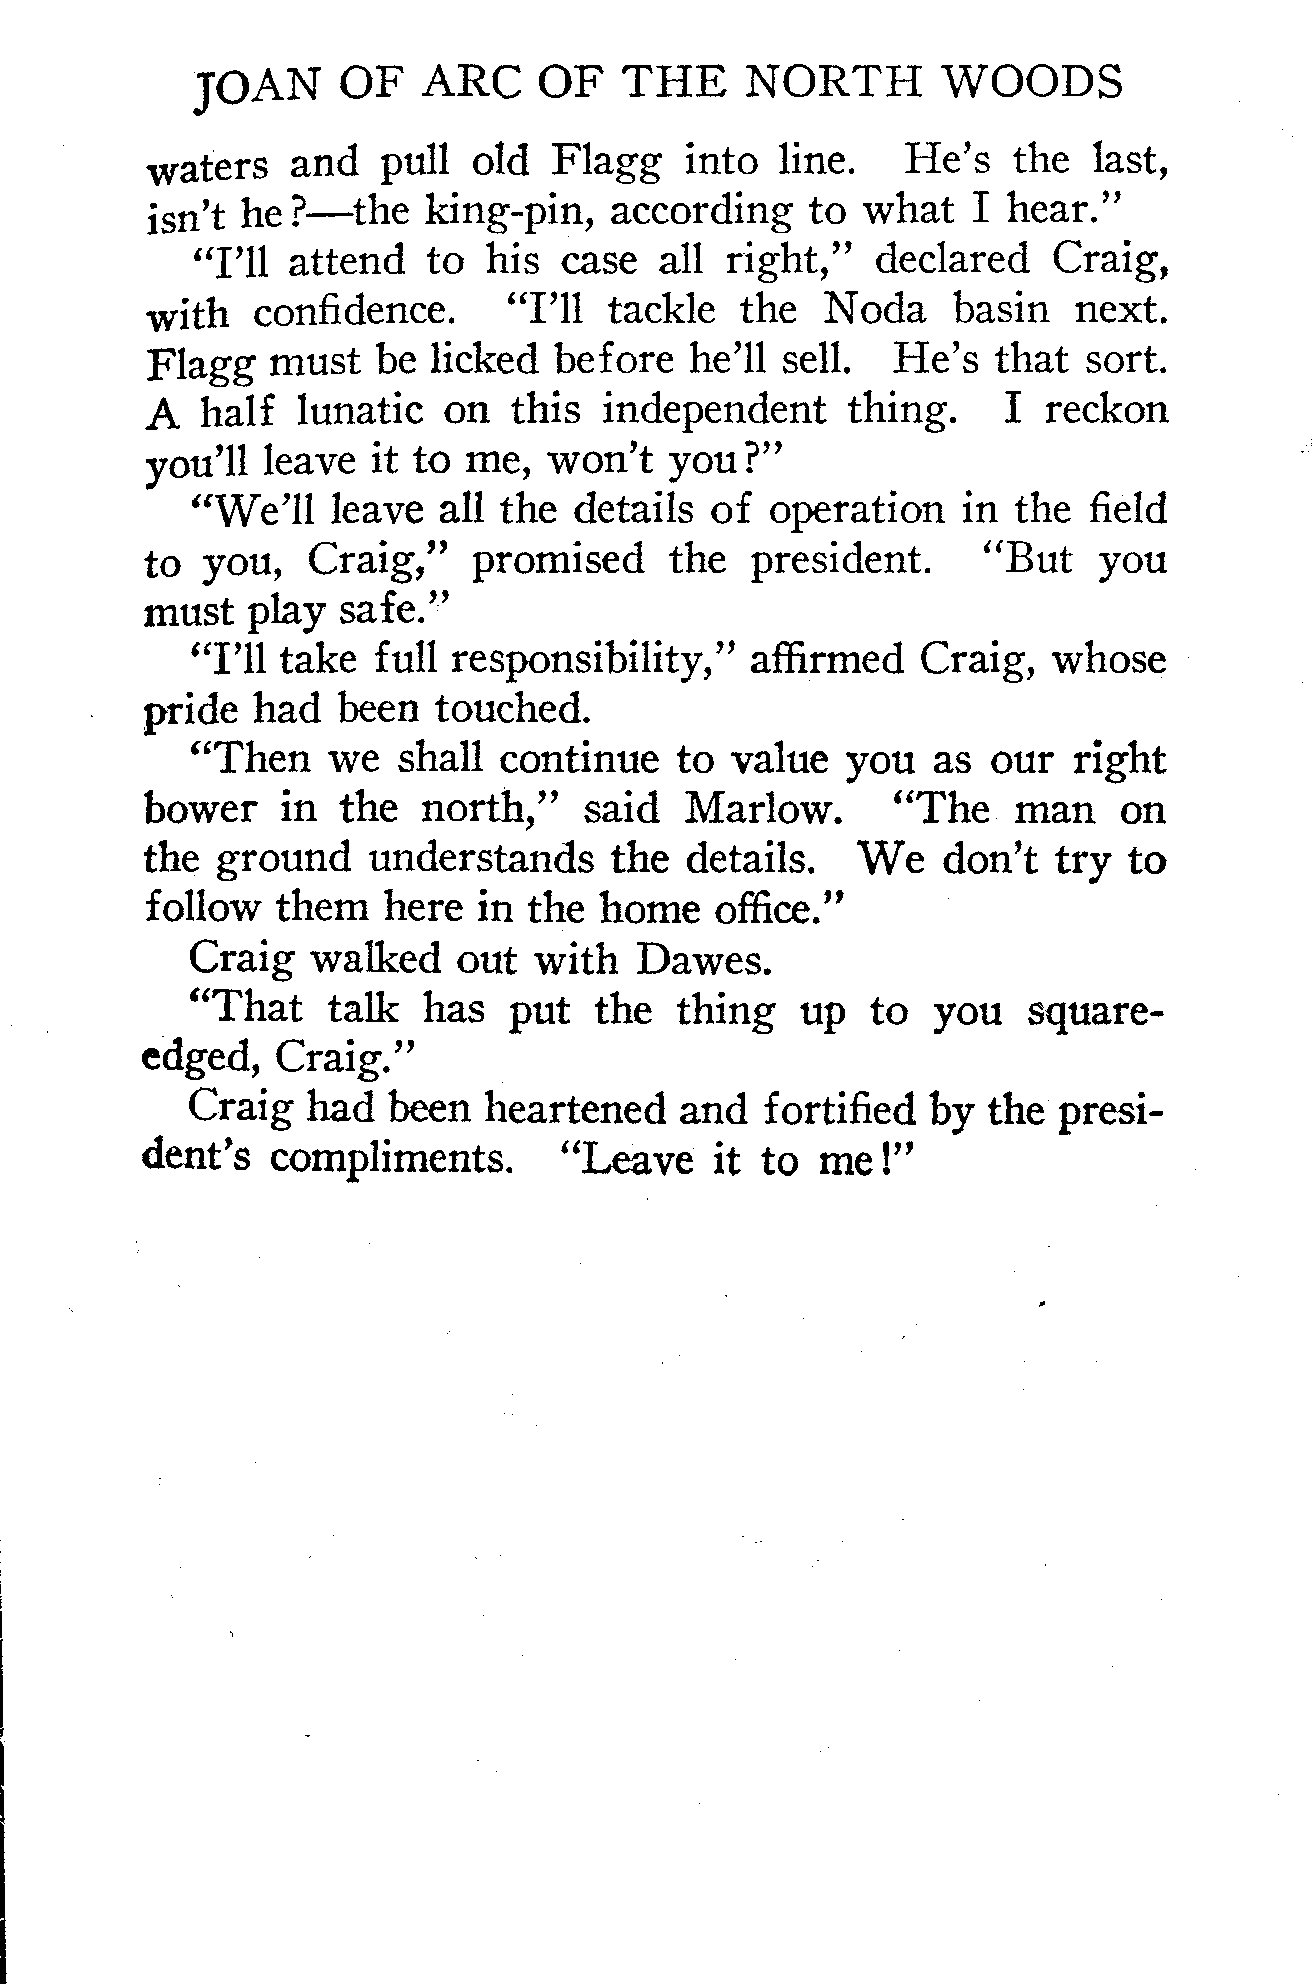 JOAN OF ARC OF THE NORTH WOODS
waters and pull old Flagg into line. He's the last,
isn't he?—the king-pin, according to what I hear."
"I'll attend to his case all right," declared Craig,
with confidence. "I'll tackle the Noda basin next.
Flagg must be licked before he'll sell. He's that sort.
A half lunatic on this independent thing. I reckon
you'll leave it to me, won't you?"
"We'll leave all the details of operation in the field
to you, Craig," promised the president. "But you
must play safe."
"I'll take full responsibility," affirmed Craig, whose
pride had been touched.
"Then we shall continue to value you as our right
bower in the north," said Marlow. "The man on
the ground understands the details. We don't try to
follow them here in the home office."
Craig walked out with Dawes.
"That talk has put the thing up to you square-
edged, Craig."
Craig had been heartened and fortified by the presi-
dent's compliments. "Leave it to me!"